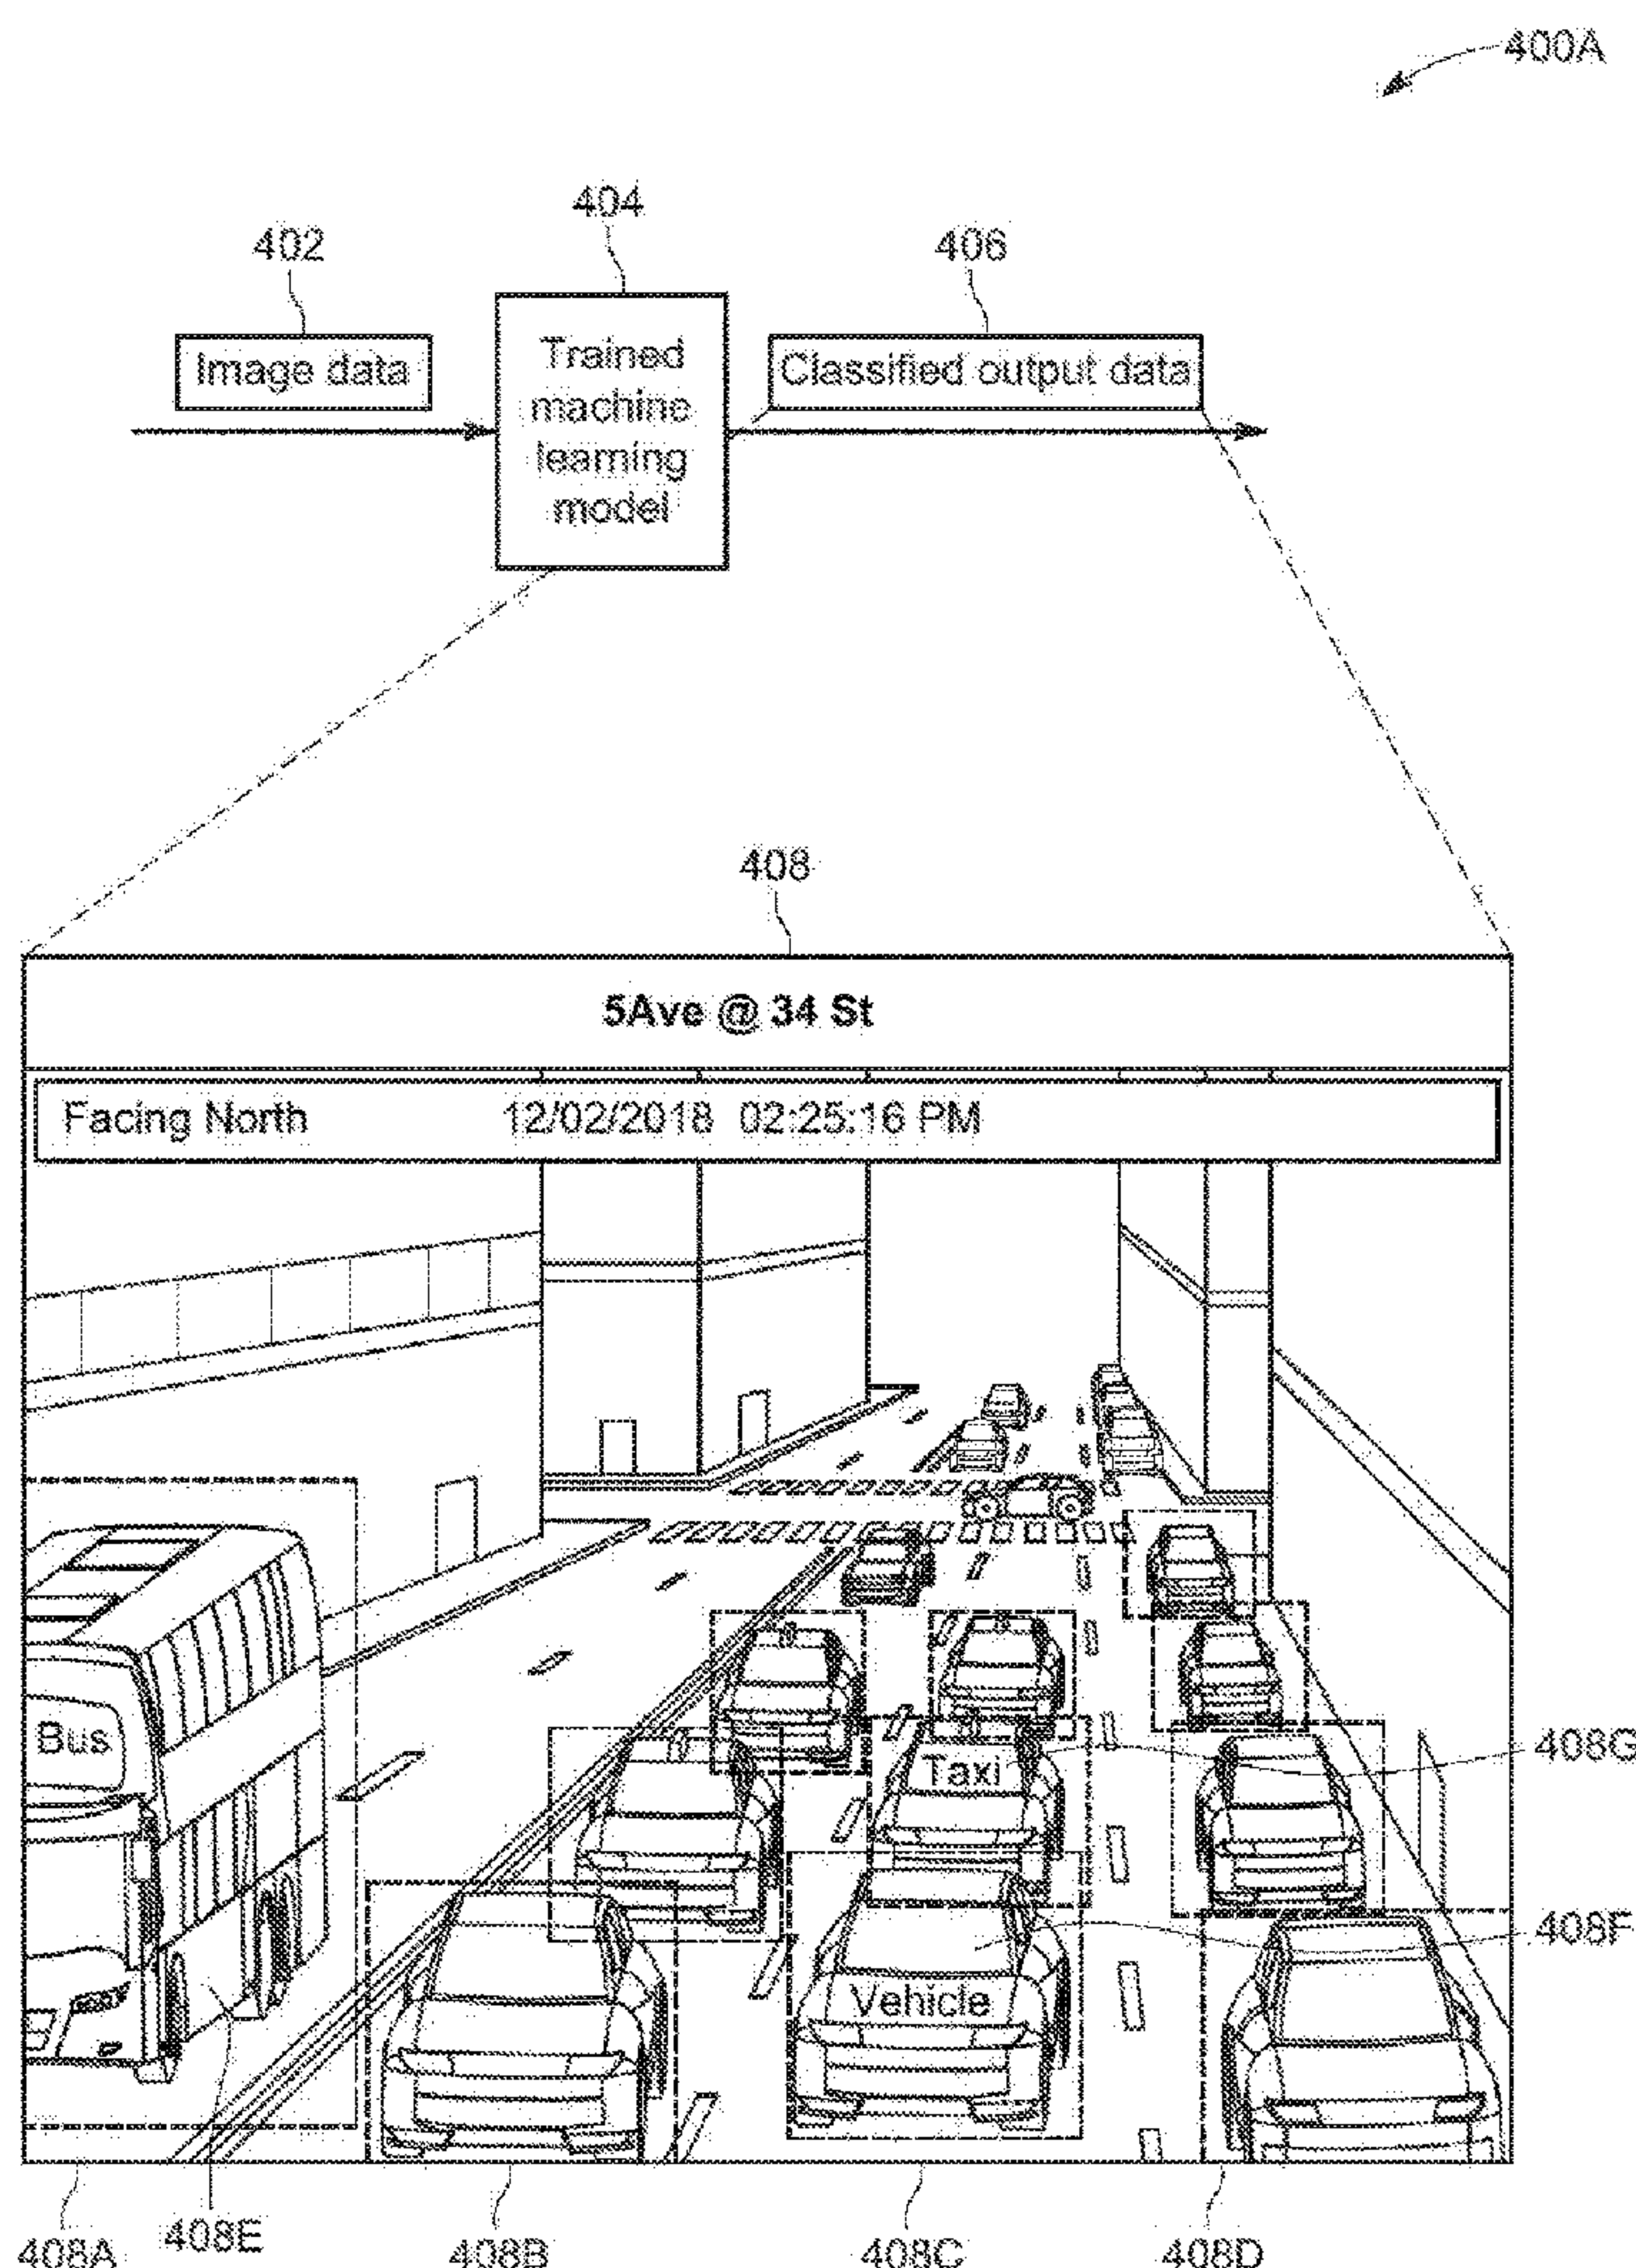 400A
404
402
406
Image data
Trained
machine
learning
model
Classified output data
408
5Ave @ 34 St
Facing North 12/02/2018 02:25:16 PM
Bus
Taxi
408G
408F
Vehicle
408A
408E
408B
408C
408D